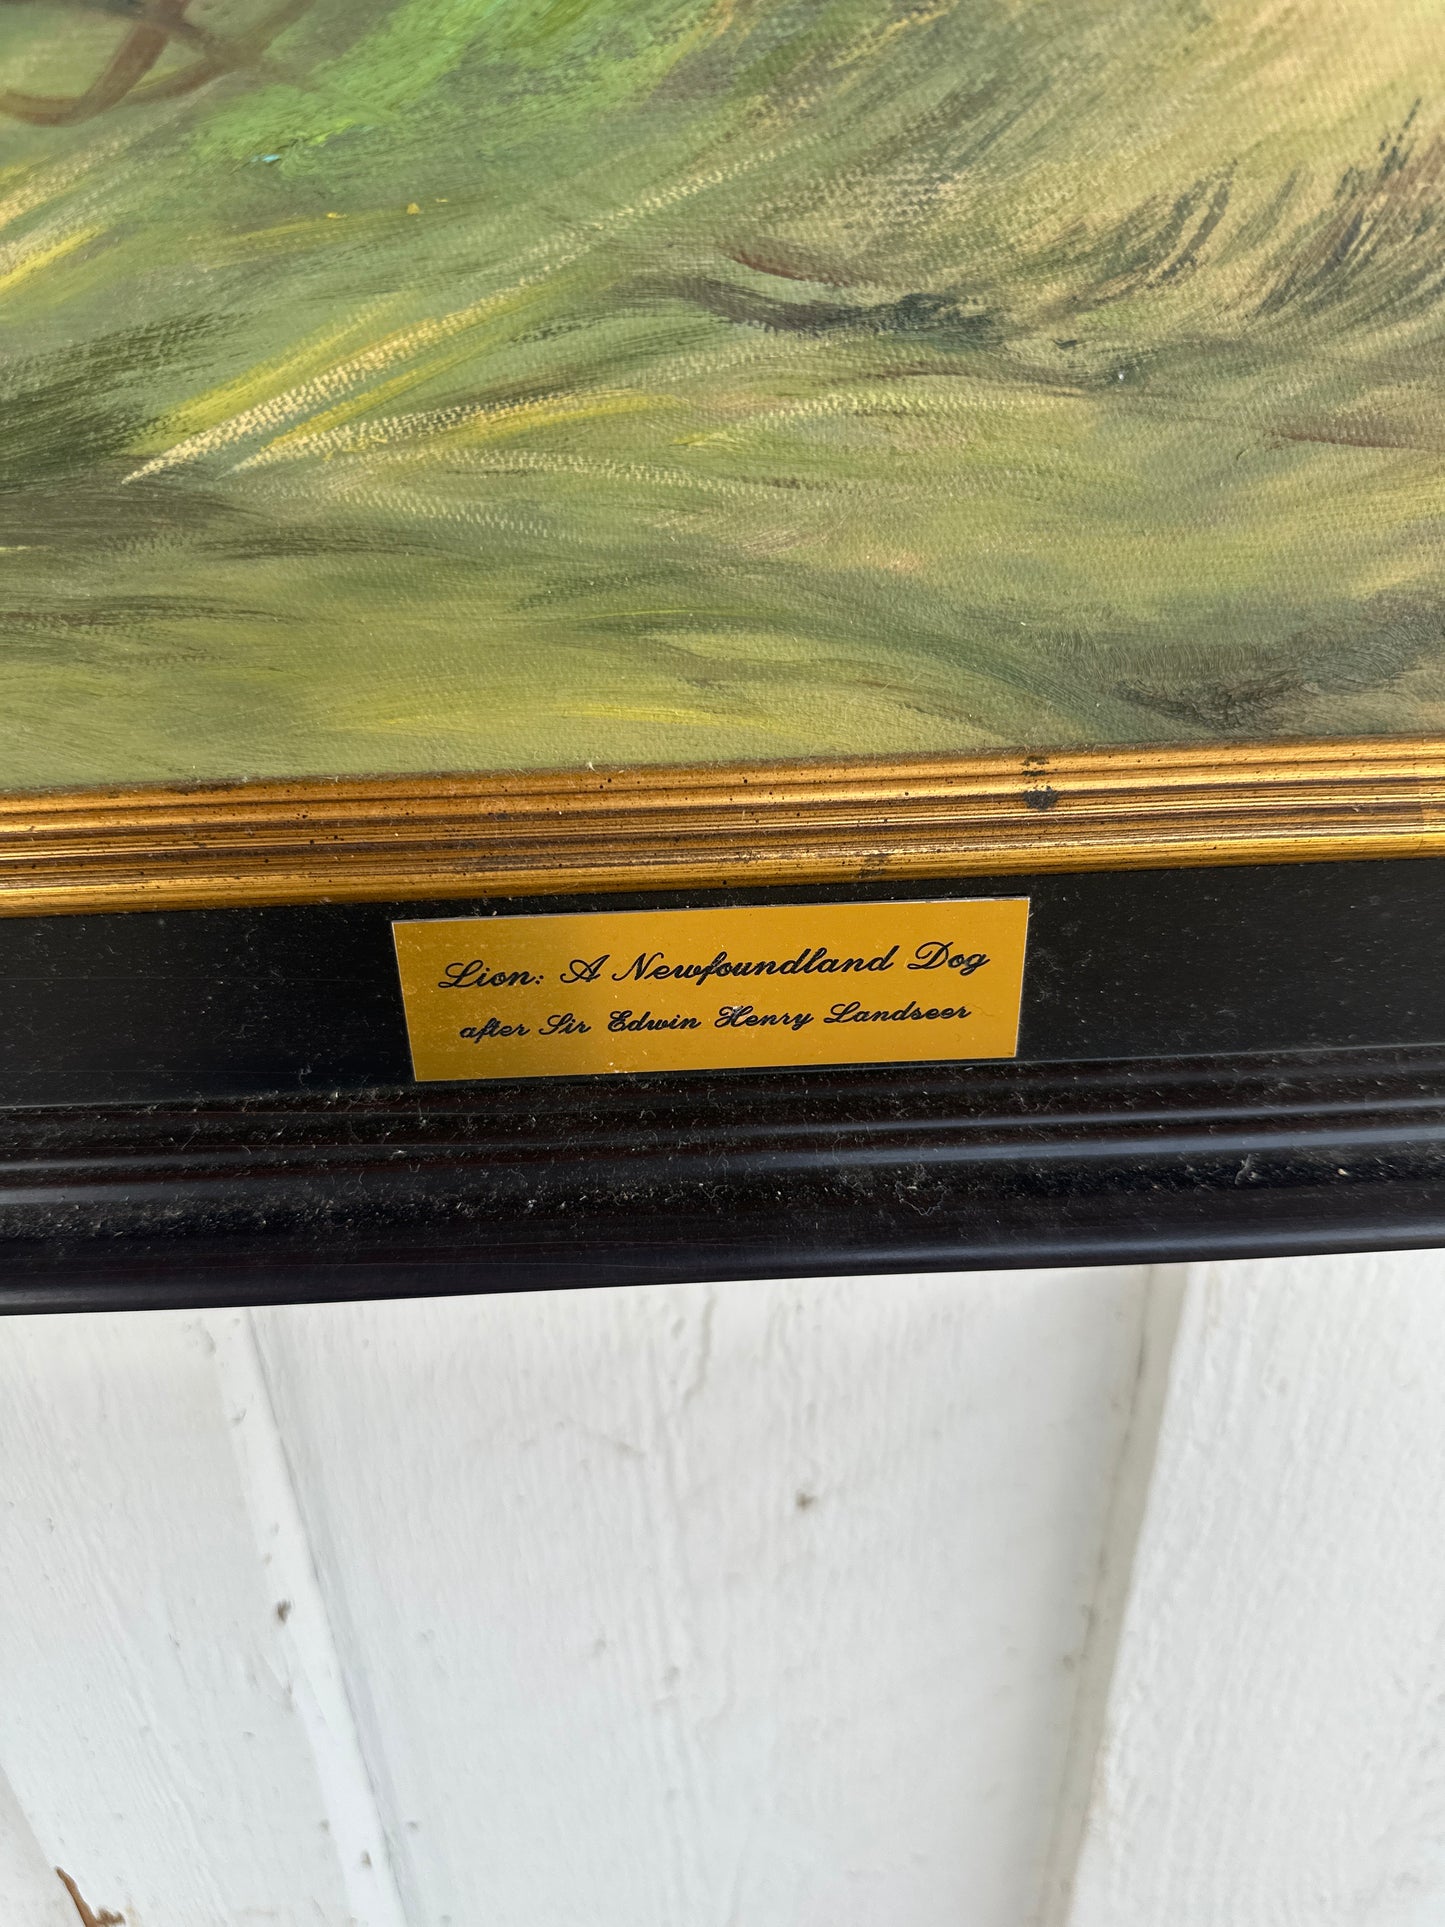 Lion: A Newfoundland Dog
after Sir Edwin Henry Landseer